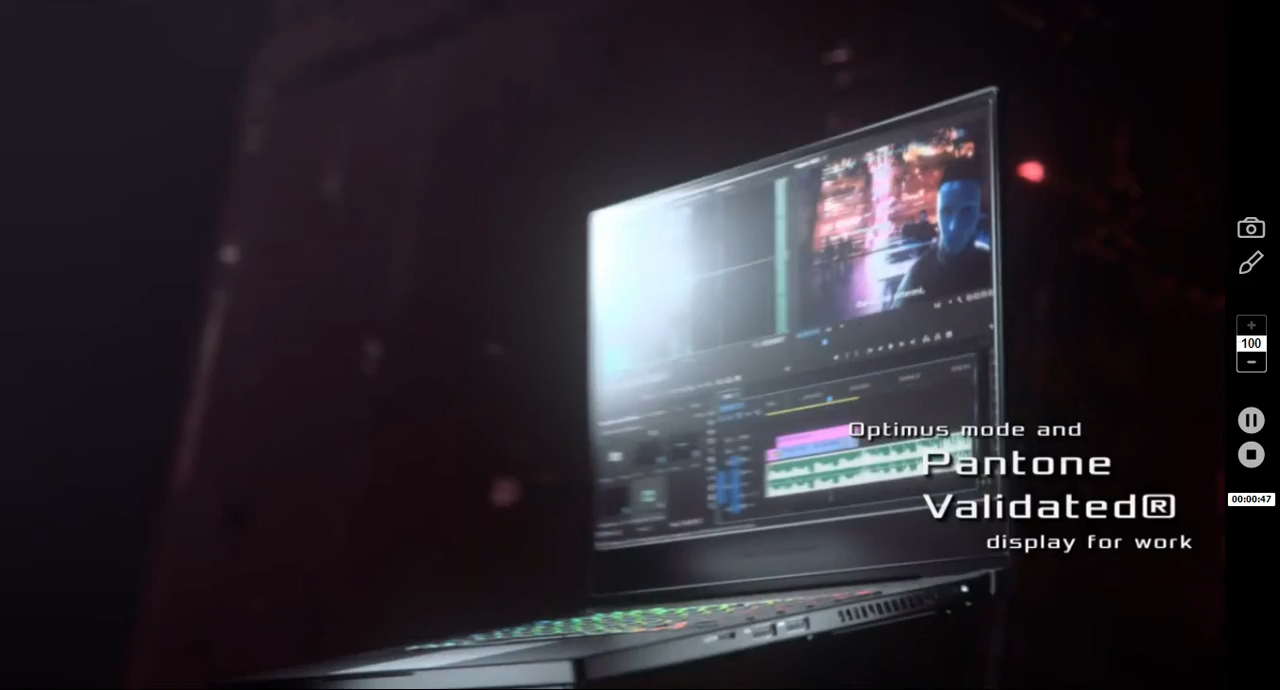 Optimus mode and
Pantone
Validated®
display for work
100
00:00:47